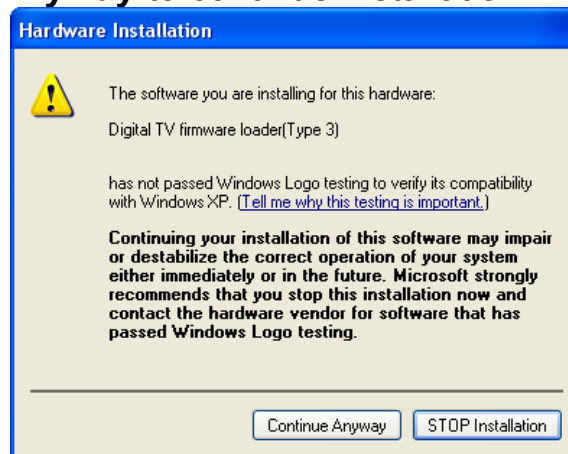 Hardware Installation
The software you are installing for this hardware:
Digital TV firmware loader(Type 3)
has not passed Windows Logo testing to verify its compatibility
with Windows XP. (Tell me why this testing is important.)
Continuing your installation of this software may impair
or destabilize the correct operation of your system
either immediately or in the future. Microsoft strongly
recommends that you stop this installation now and
contact the hardware vendor for software that has
passed Windows Logo testing.
Continue Anyway STOP Installation